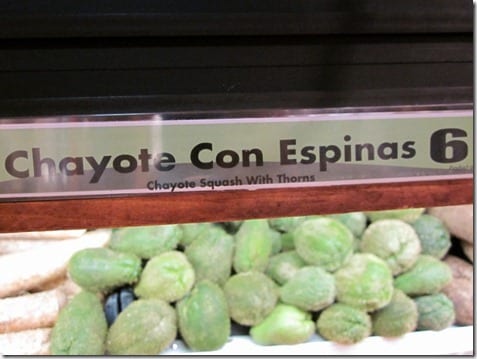 Chayote Con Espinas 6
Chayote Squash With Thorns